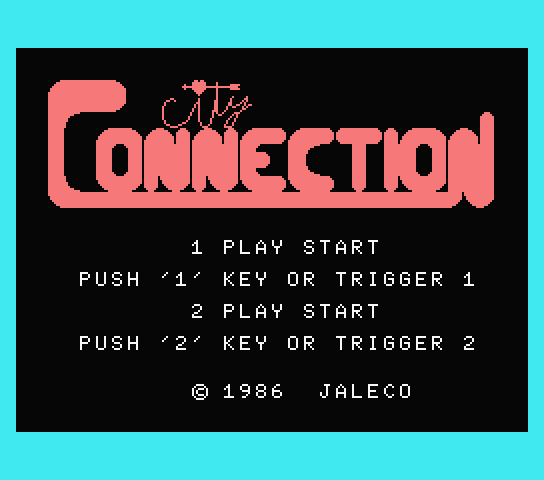 City
CONNECTION
1 PLAY START
PUSH '1' KEY OR TRIGGER 1
2 PLAY START
PUSH '2' KEY OR TRIGGER 2
© 1986 JALECO